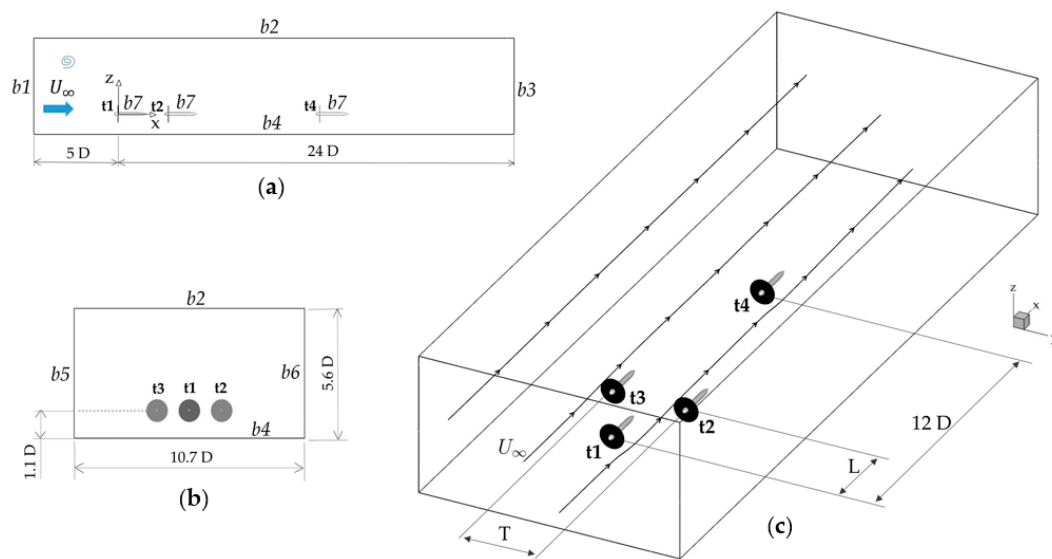 b2
b1
U∞
z
t1
b7
t2
b7
x
t4
b7
b4
b3
5 D
24 D
(a)
b2
b5
b6
t3
t1
t2
b4
1.1 D
5.6 D
10.7 D
(b)
t4
t3
t2
t1
U∞
T
L
12 D
z
x
(c)